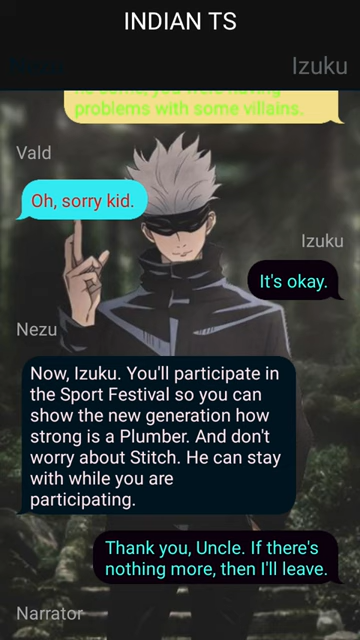 INDIAN TS
Nezu
Izuku
problems with some villains.
Vald
Oh, sorry kid.
Izuku
It's okay.
Nezu
Now, Izuku. You'll participate in
the Sport Festival so you can
show the new generation how
strong is a Plumber. And don't
worry about Stitch. He can stay
with while you are
participating.
Thank you, Uncle. If there's
nothing more, then I'll leave.
Narrator